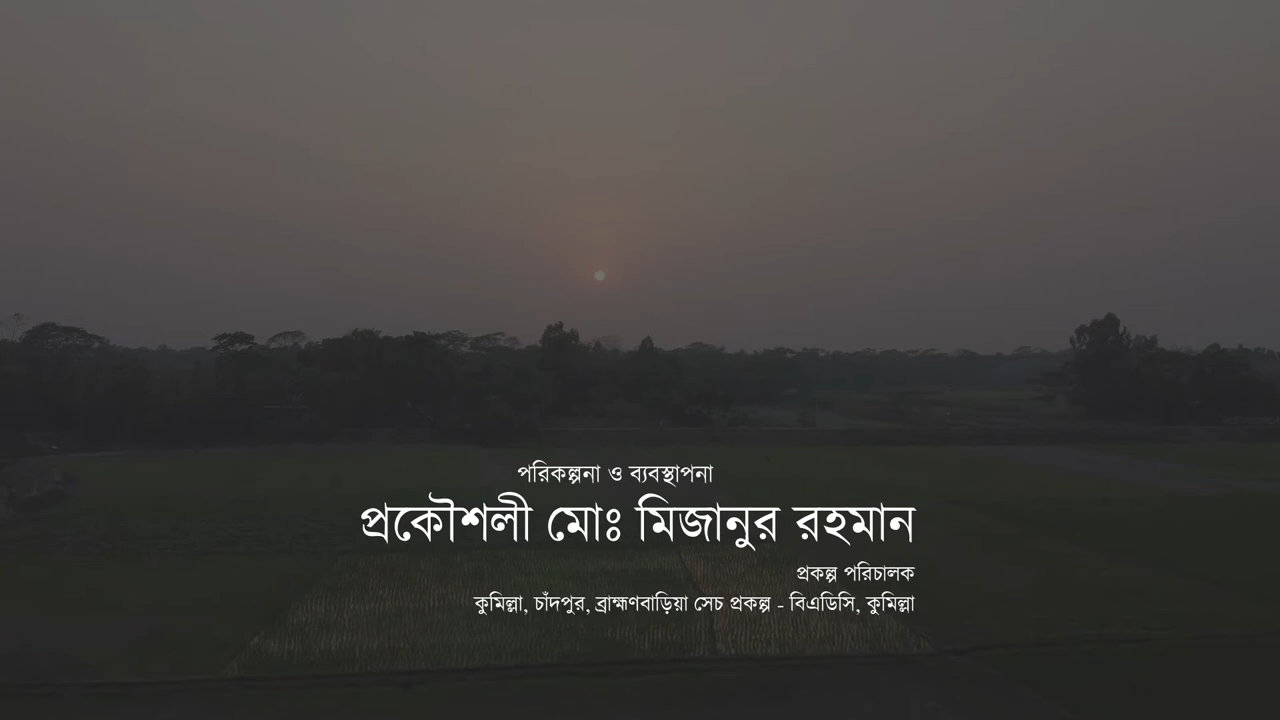 পরিকল্পনা ও ব্যবস্থাপনা
প্রকৌশলী মোঃ মিজানুর রহমান
প্রকল্প পরিচালক
কুমিল্লা, চাঁদপুর, ব্রাহ্মণবাড়িয়া সেচ প্রকল্প - বিএডিসি, কুমিল্লা